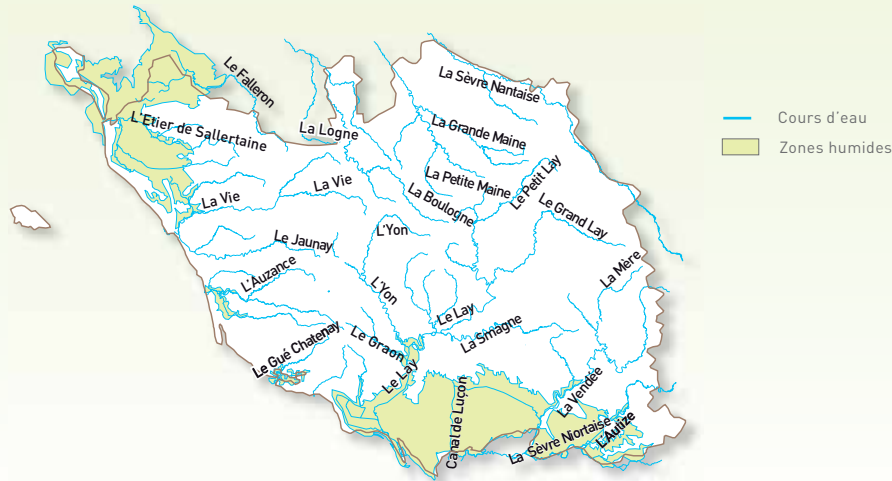 Le Falleron
La Sèvre Nantaise
Cours d'eau
L'Etier de Sallertaine
La Logne
La Grande Maine
Zones humides
La Vie
La Vie
La Petite Maine
Le Petit Lay
La Boulogne
Le Grand Lay
L'Yon
Le Jaunay
L'Auzance
La Mère
L'Yon
Le Lay
La Smagne
Le Gué Chatenay
Le Graon
Le Lay
Canal de Luçon
La Vendée
La Sèvre Niortaise
L'Autize